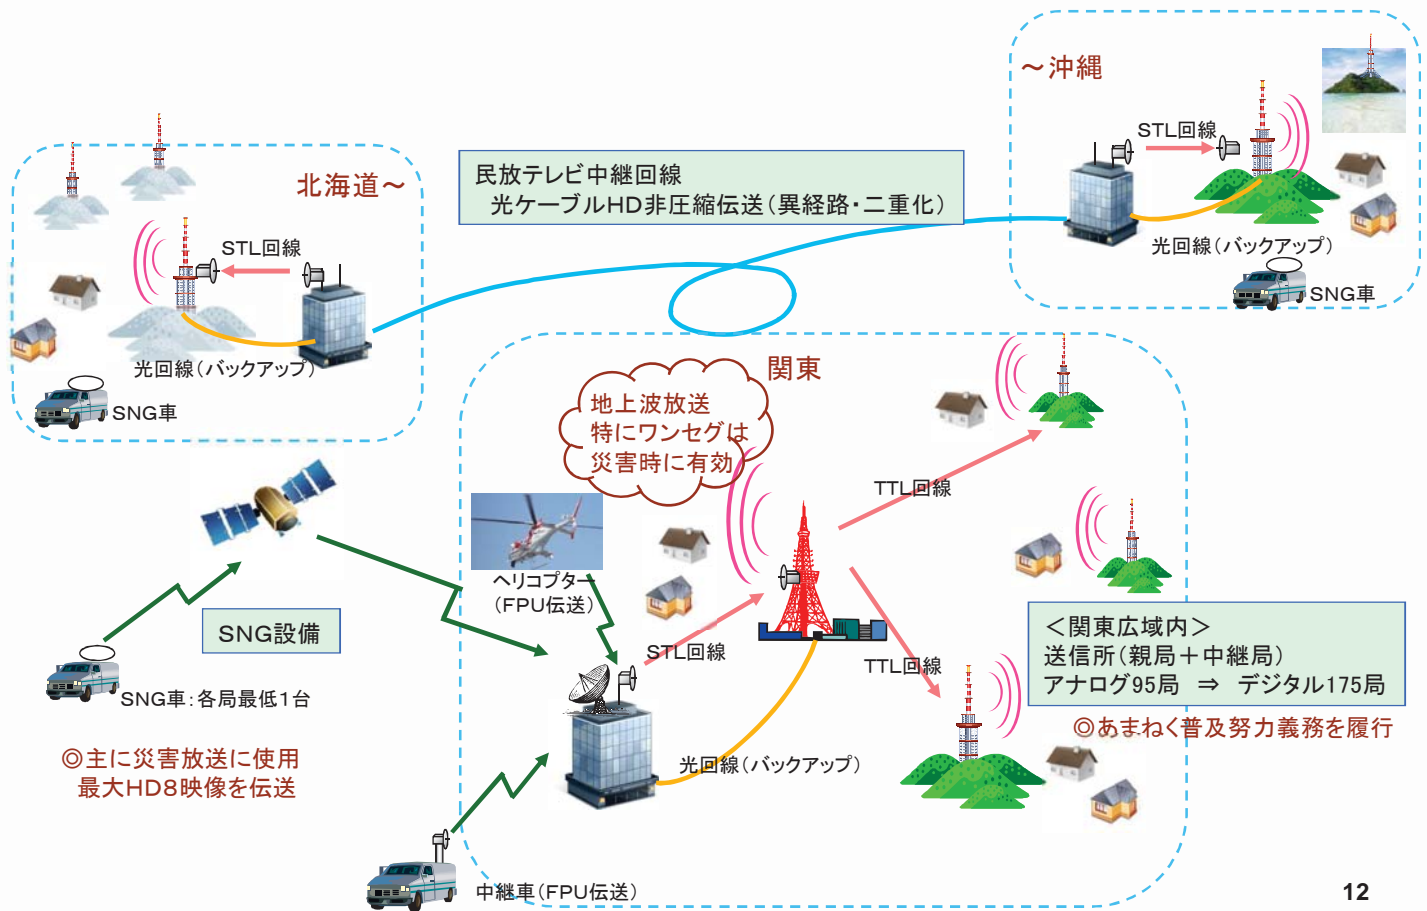 ～沖縄
STL回線
光回線（バックアップ）
SNG車
民放テレビ中継回線
光ケーブルHD非圧縮伝送（異経路・二重化）
北海道～
STL回線
光回線（バックアップ）
SNG車
関東
地上波放送
特にワンセグは
災害時に有効
TTL回線
ヘリコプター
（FPU伝送）
SNG設備
STL回線
TTL回線
＜関東広域内＞
送信所（親局＋中継局）
アナログ95局 ⇒ デジタル175局
SNG車：各局最低1台
◎あまねく普及努力義務を履行
◎主に災害放送に使用
最大HD8映像を伝送
光回線（バックアップ）
中継車（FPU伝送）
12